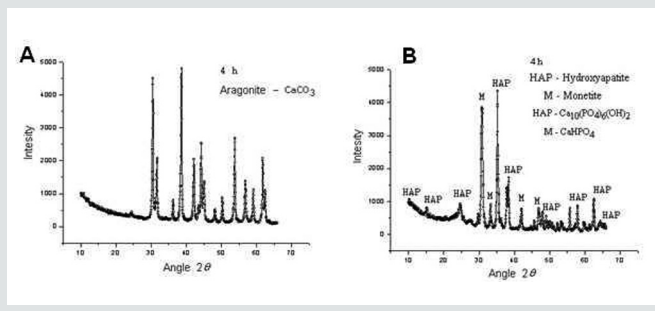 A
4 h
Aragonite - CaCO3
5000
4000
3000
2000
1000
0
Intesity
10 20 30 40 50 60 70
Angle 2θ
B
4h
HAP - Hydroxyapatite
M - Monetite
HAP - Ca10(PO4)6(OH)2
M - CaHPO4
5000
4000
3000
2000
1000
0
Intesity
HAP
M
HAP
HAP HAP HAP M M HAP HAP HAP HAP
10 20 30 40 50 60 70
Angle 2θ